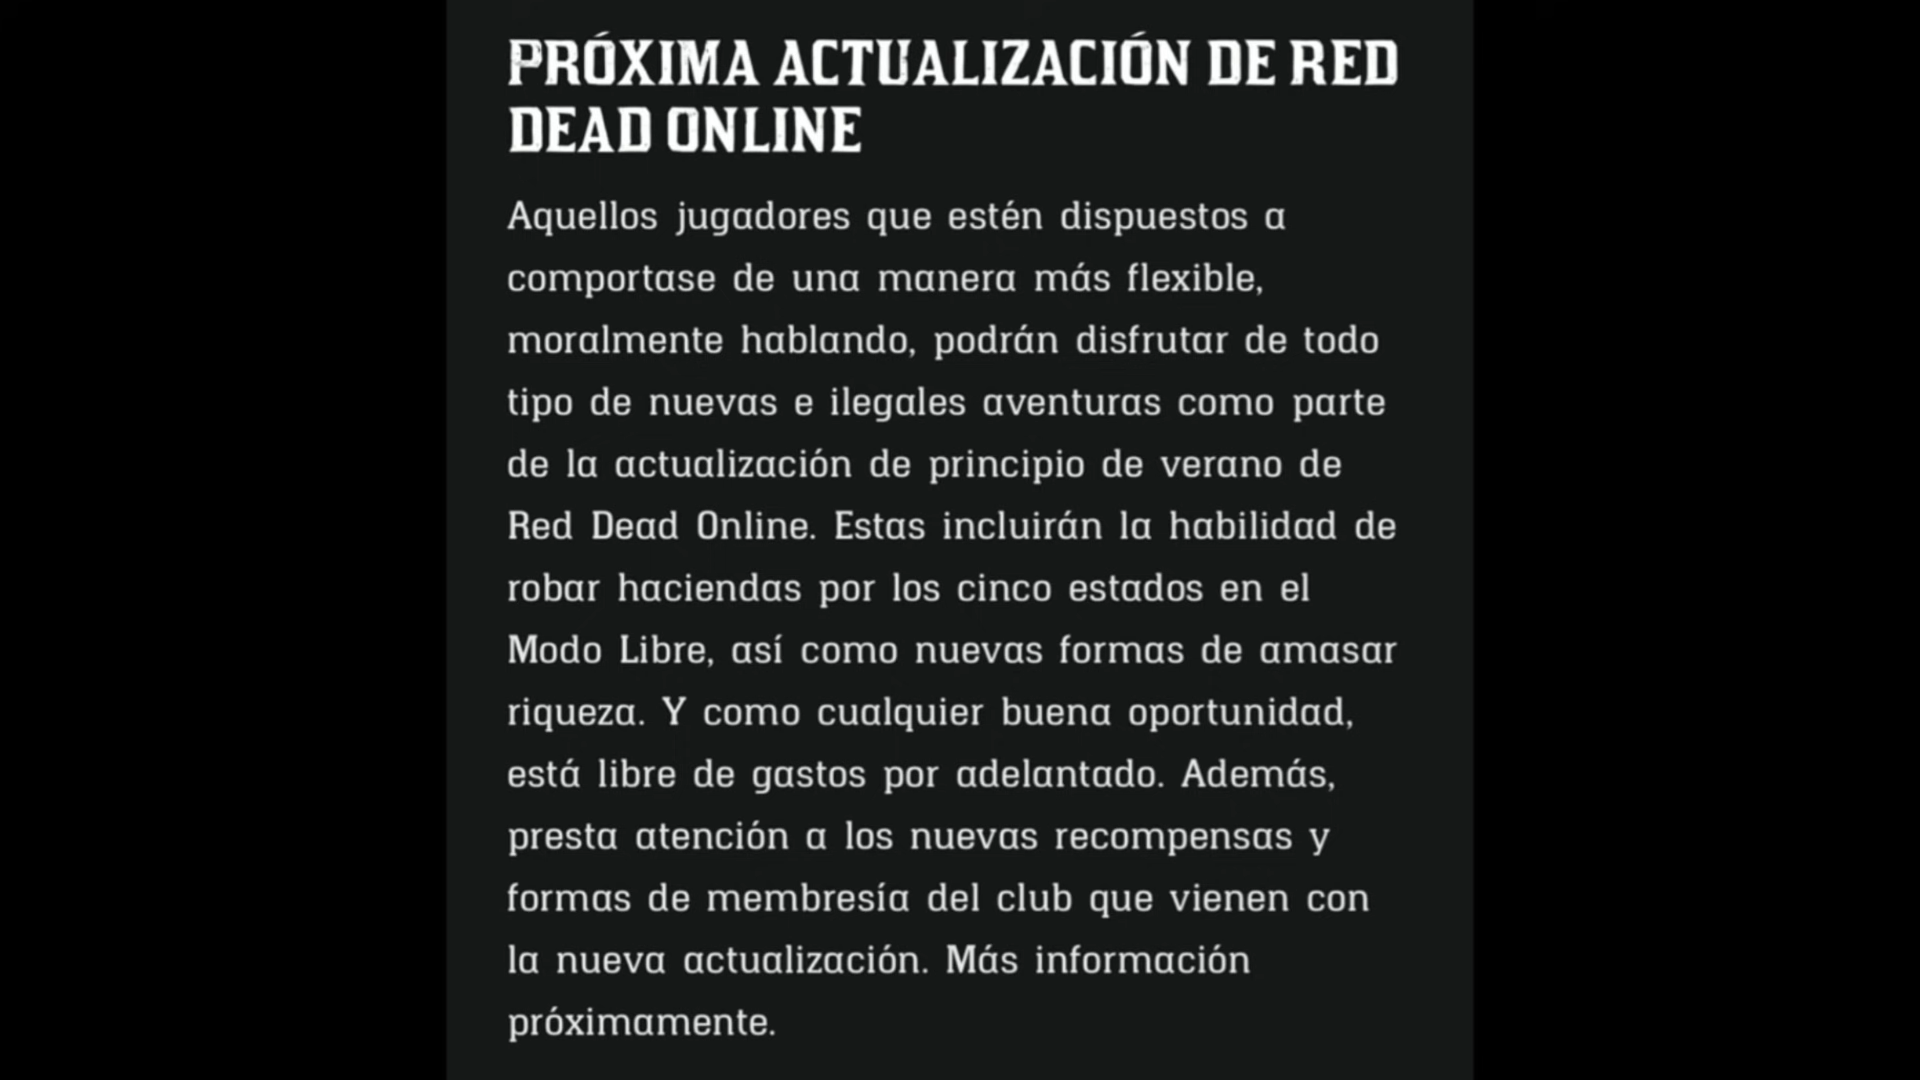 PRÓXIMA ACTUALIZACIÓN DE RED
DEAD ONLINE
Aquellos jugadores que estén dispuestos a
comportase de una manera más flexible,
moralmente hablando, podrán disfrutar de todo
tipo de nuevas e ilegales aventuras como parte
de la actualización de principio de verano de
Red Dead Online. Estas incluirán la habilidad de
robar haciendas por los cinco estados en el
Modo Libre, así como nuevas formas de amasar
riqueza. Y como cualquier buena oportunidad,
está libre de gastos por adelantado. Además,
presta atención a los nuevas recompensas y
formas de membresía del club que vienen con
la nueva actualización. Más información
próximamente.